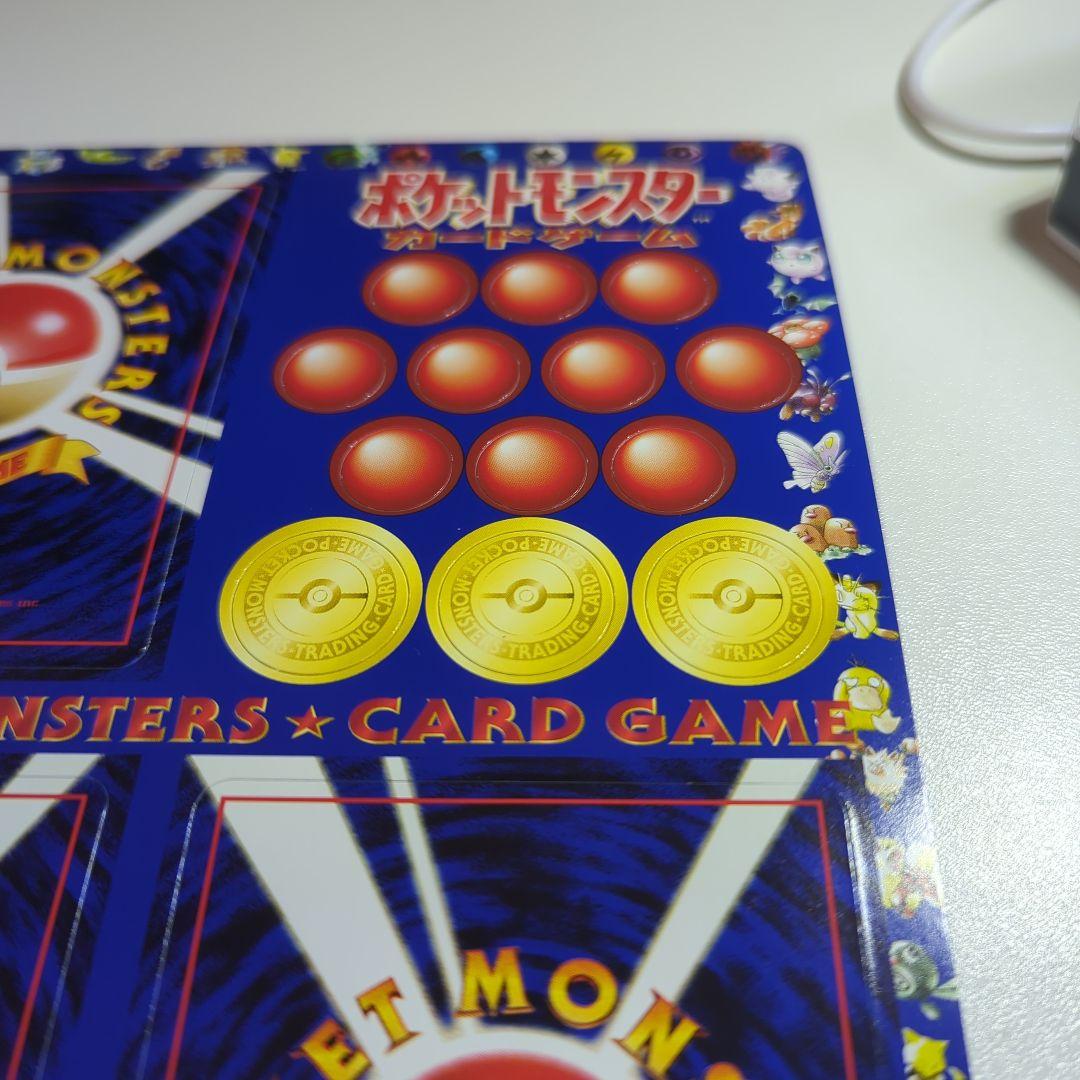 ポケットモンスター
カードゲーム
MONSTERS
ME
POCKET·MONSTERS·TRADING·CARD·GAME
POCKET·MONSTERS·TRADING·CARD·GAME
POCKET·MONSTERS·TRADING·CARD·GAME
NSTERS★CARD GAME
ET MON